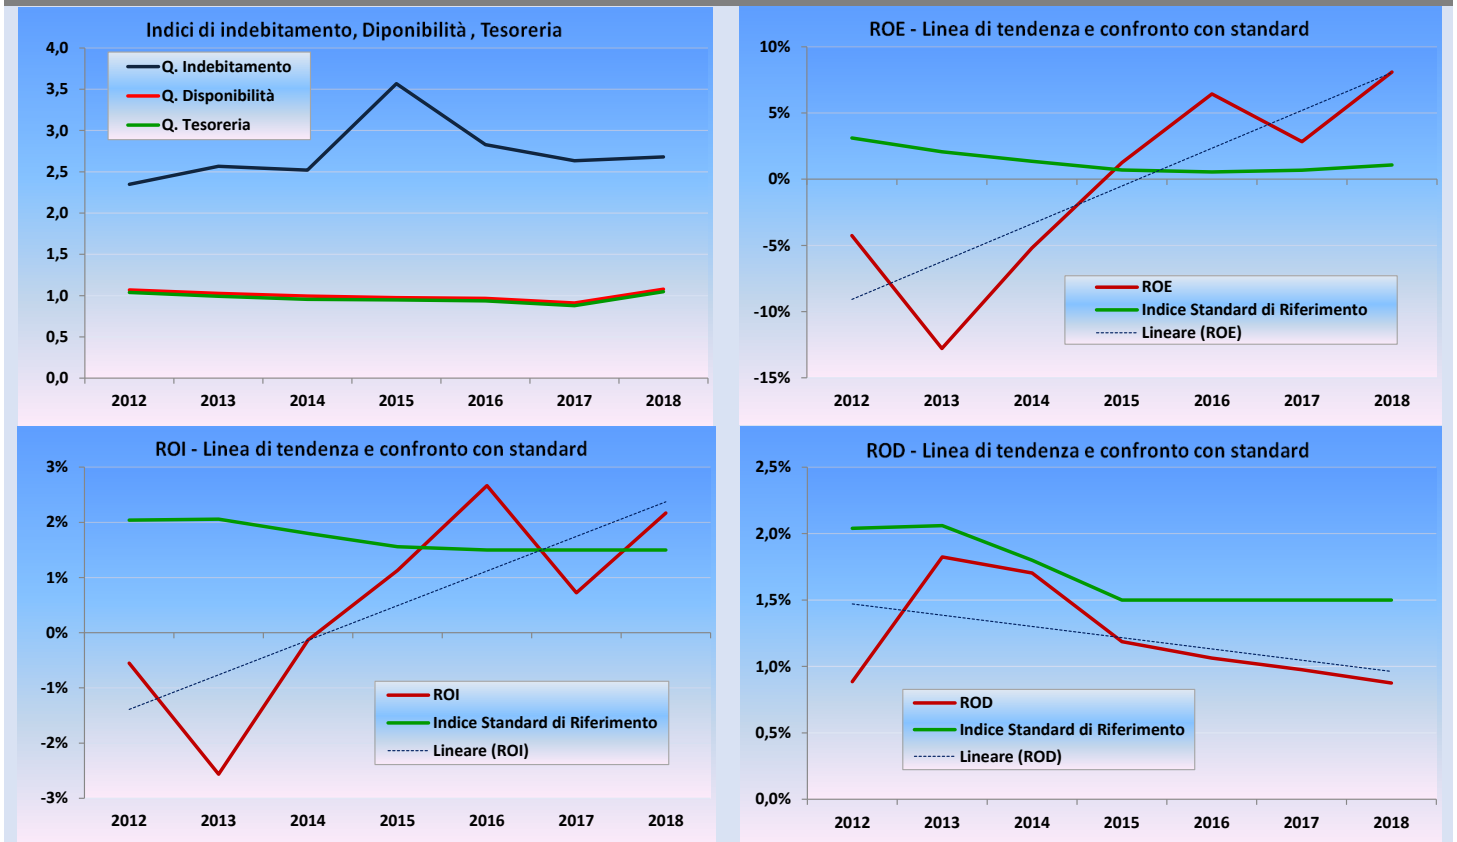 Indici di indebitamento, Diponibilità , Tesoreria
4,0
3,5
3,0
2,5
2,0
1,5
1,0
0,5
0,0
Q. Indebitamento
Q. Disponibilità
Q. Tesoreria
2012 2013 2014 2015 2016 2017 2018
ROE - Linea di tendenza e confronto con standard
10%
5%
0%
-5%
-10%
-15%
ROE
Indice Standard di Riferimento
Lineare (ROE)
2012 2013 2014 2015 2016 2017 2018
ROI - Linea di tendenza e confronto con standard
3%
2%
1%
0%
-1%
-2%
-3%
ROI
Indice Standard di Riferimento
Lineare (ROI)
2012 2013 2014 2015 2016 2017 2018
ROD - Linea di tendenza e confronto con standard
2,5%
2,0%
1,5%
1,0%
0,5%
0,0%
ROD
Indice Standard di Riferimento
Lineare (ROD)
2012 2013 2014 2015 2016 2017 2018